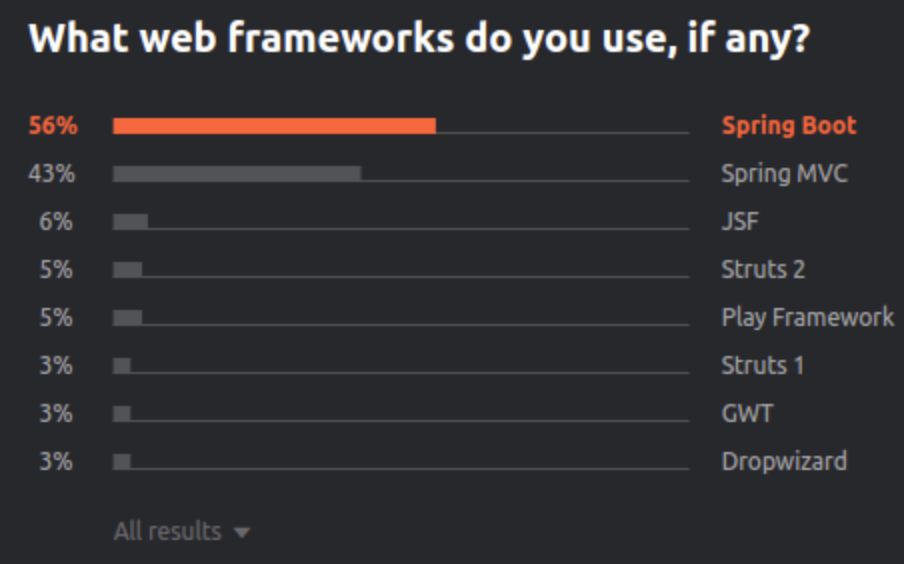 What web frameworks do you use, if any?
56% Spring Boot
43% Spring MVC
6% JSF
5% Struts 2
5% Play Framework
3% Struts 1
3% GWT
3% Dropwizard
All results